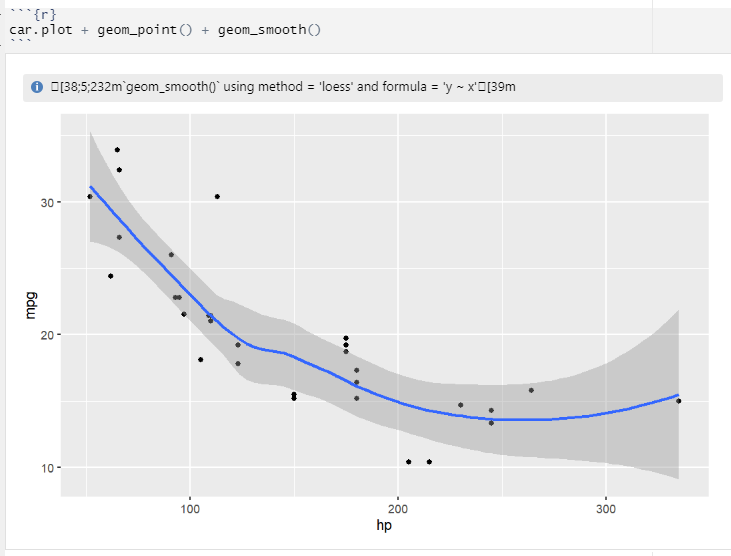 ```{r}
car.plot + geom_point() + geom_smooth()
```
[38;5;232m`geom_smooth()` using method = 'loess' and formula = 'y ~ x'[39m
30
20
10
mpg
100 200 300
hp